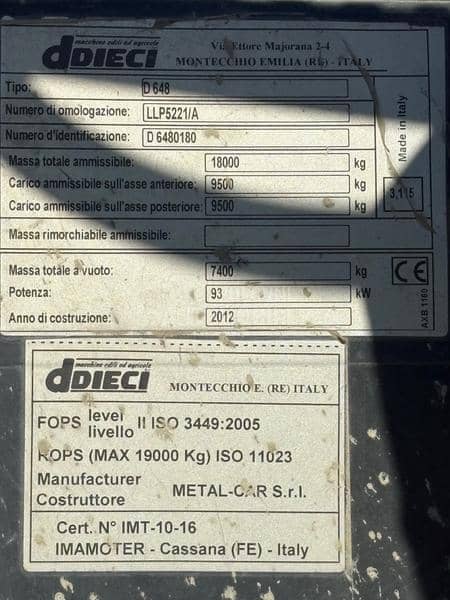 macchine edili ed agricole
dDIECI
Via Ettore Majorana 2-4
MONTECCHIO EMILIA (RE) - ITALY
Tipo: D 648
Numero di omologazione: LLP5221/A
Numero d'identificazione: D 6480180
Massa totale ammissibile: 18000 kg
Carico ammissibile sull'asse anteriore: 9500 kg
Carico ammissibile sull'asse posteriore: 9500 kg
Massa rimorchiabile ammissibile:
Massa totale a vuoto: 7400 kg
Potenza: 93 kW
Anno di costruzione: 2012
Made in Italy
3,115
CE
AXB 1160
macchine edili ed agricole
dDIECI
MONTECCHIO E. (RE) ITALY
FOPS level livello II ISO 3449:2005
ROPS (MAX 19000 Kg) ISO 11023
Manufacturer
Costruttore METAL-CAR S.r.l.
Cert. N° IMT-10-16
IMAMOTER - Cassana (FE) - Italy